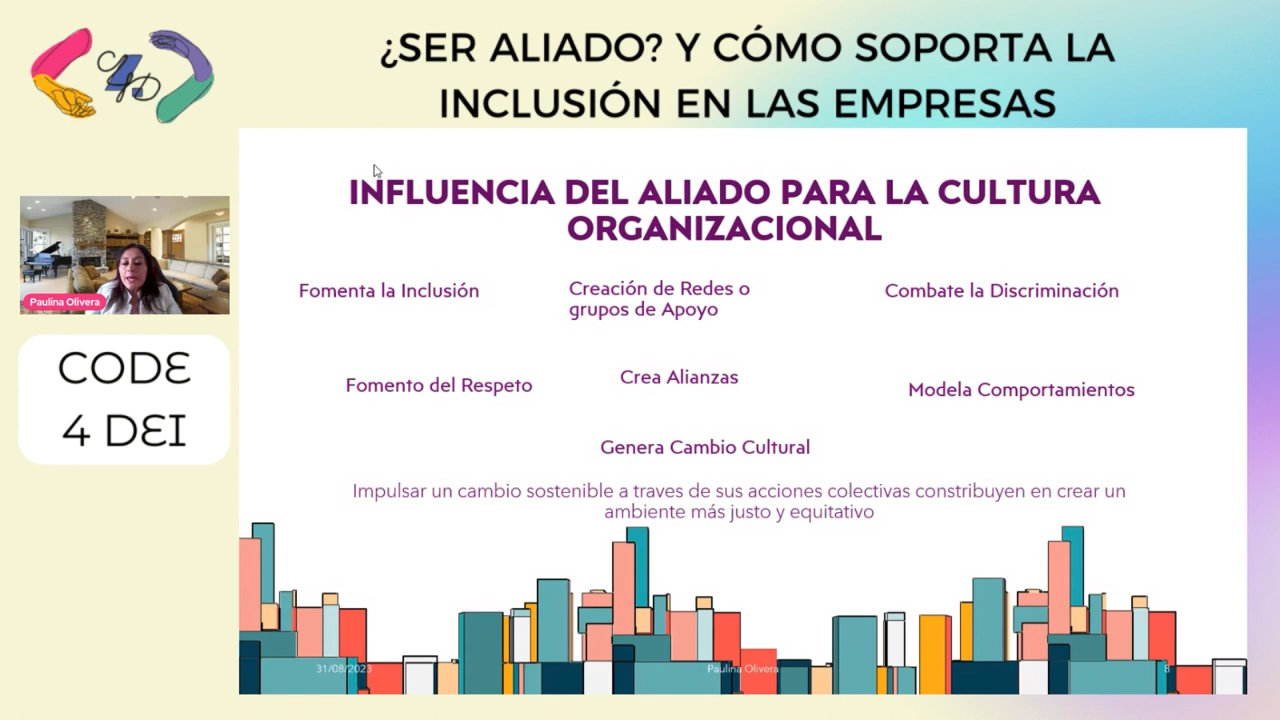 ¿SER ALIADO? Y CÓMO SOPORTA LA
INCLUSIÓN EN LAS EMPRESAS
Paulina Olivera
CODE
4 DEI
INFLUENCIA DEL ALIADO PARA LA CULTURA
ORGANIZACIONAL
Fomenta la Inclusión
Creación de Redes o
grupos de Apoyo
Combate la Discriminación
Fomento del Respeto
Crea Alianzas
Modela Comportamientos
Genera Cambio Cultural
Impulsar un cambio sostenible a traves de sus acciones colectivas constribuyen en crear un
ambiente más justo y equitativo
31/08/2023
Paulina Olivera
8